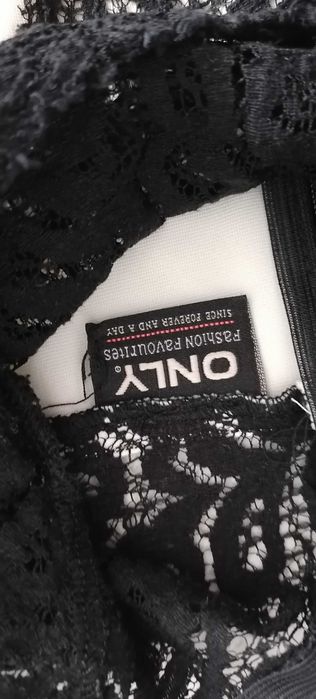 ONLY®
Fashion Favourites
SINCE FOREVER AND A DAY